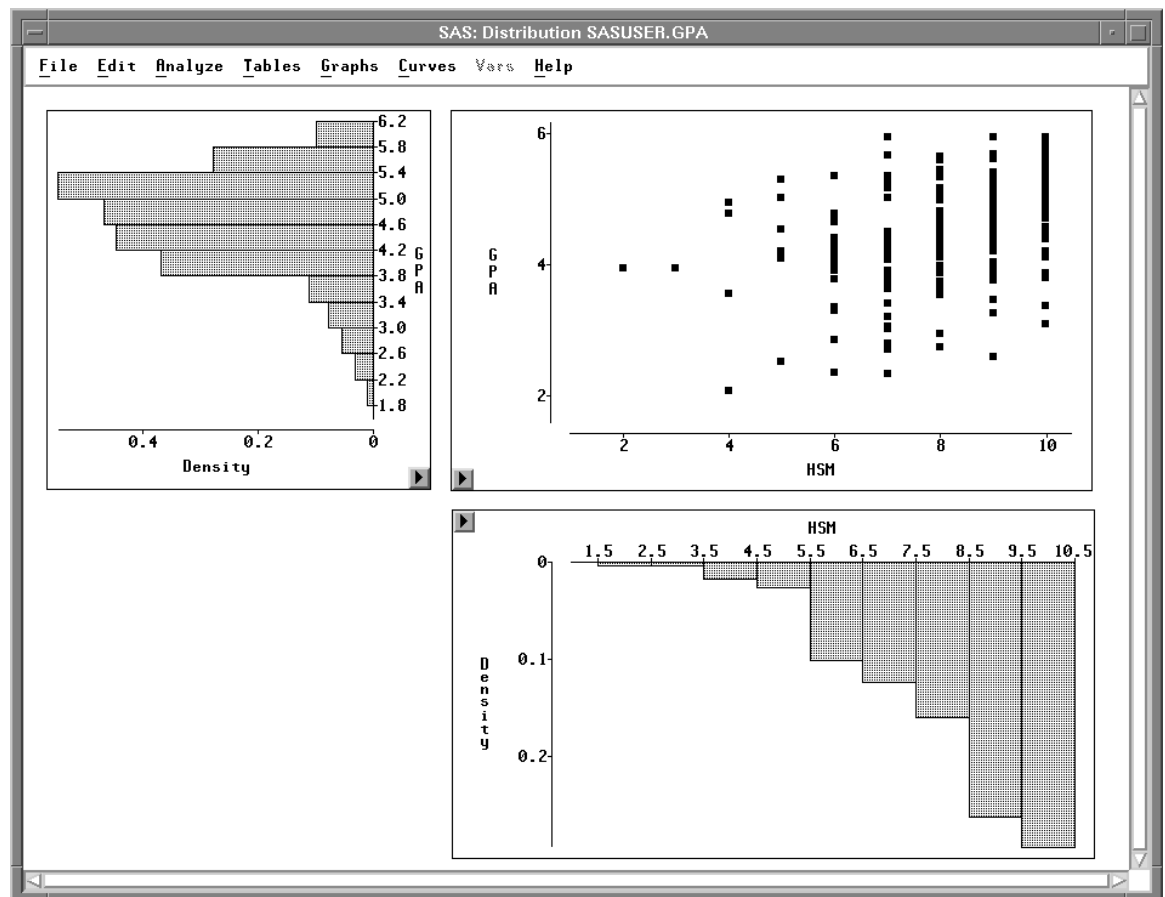 SAS: Distribution SASUSER.GPA
File Edit Analyze Tables Graphs Curves Vars Help
6.2
5.8
5.4
5.0
4.6
4.2
3.8
3.4
3.0
2.6
2.2
1.8
GPA
0.4 0.2 0
Density
6
4
2
GPA
2 4 6 8 10
HSM
HSM
1.5 2.5 3.5 4.5 5.5 6.5 7.5 8.5 9.5 10.5
0
0.1
0.2
Density